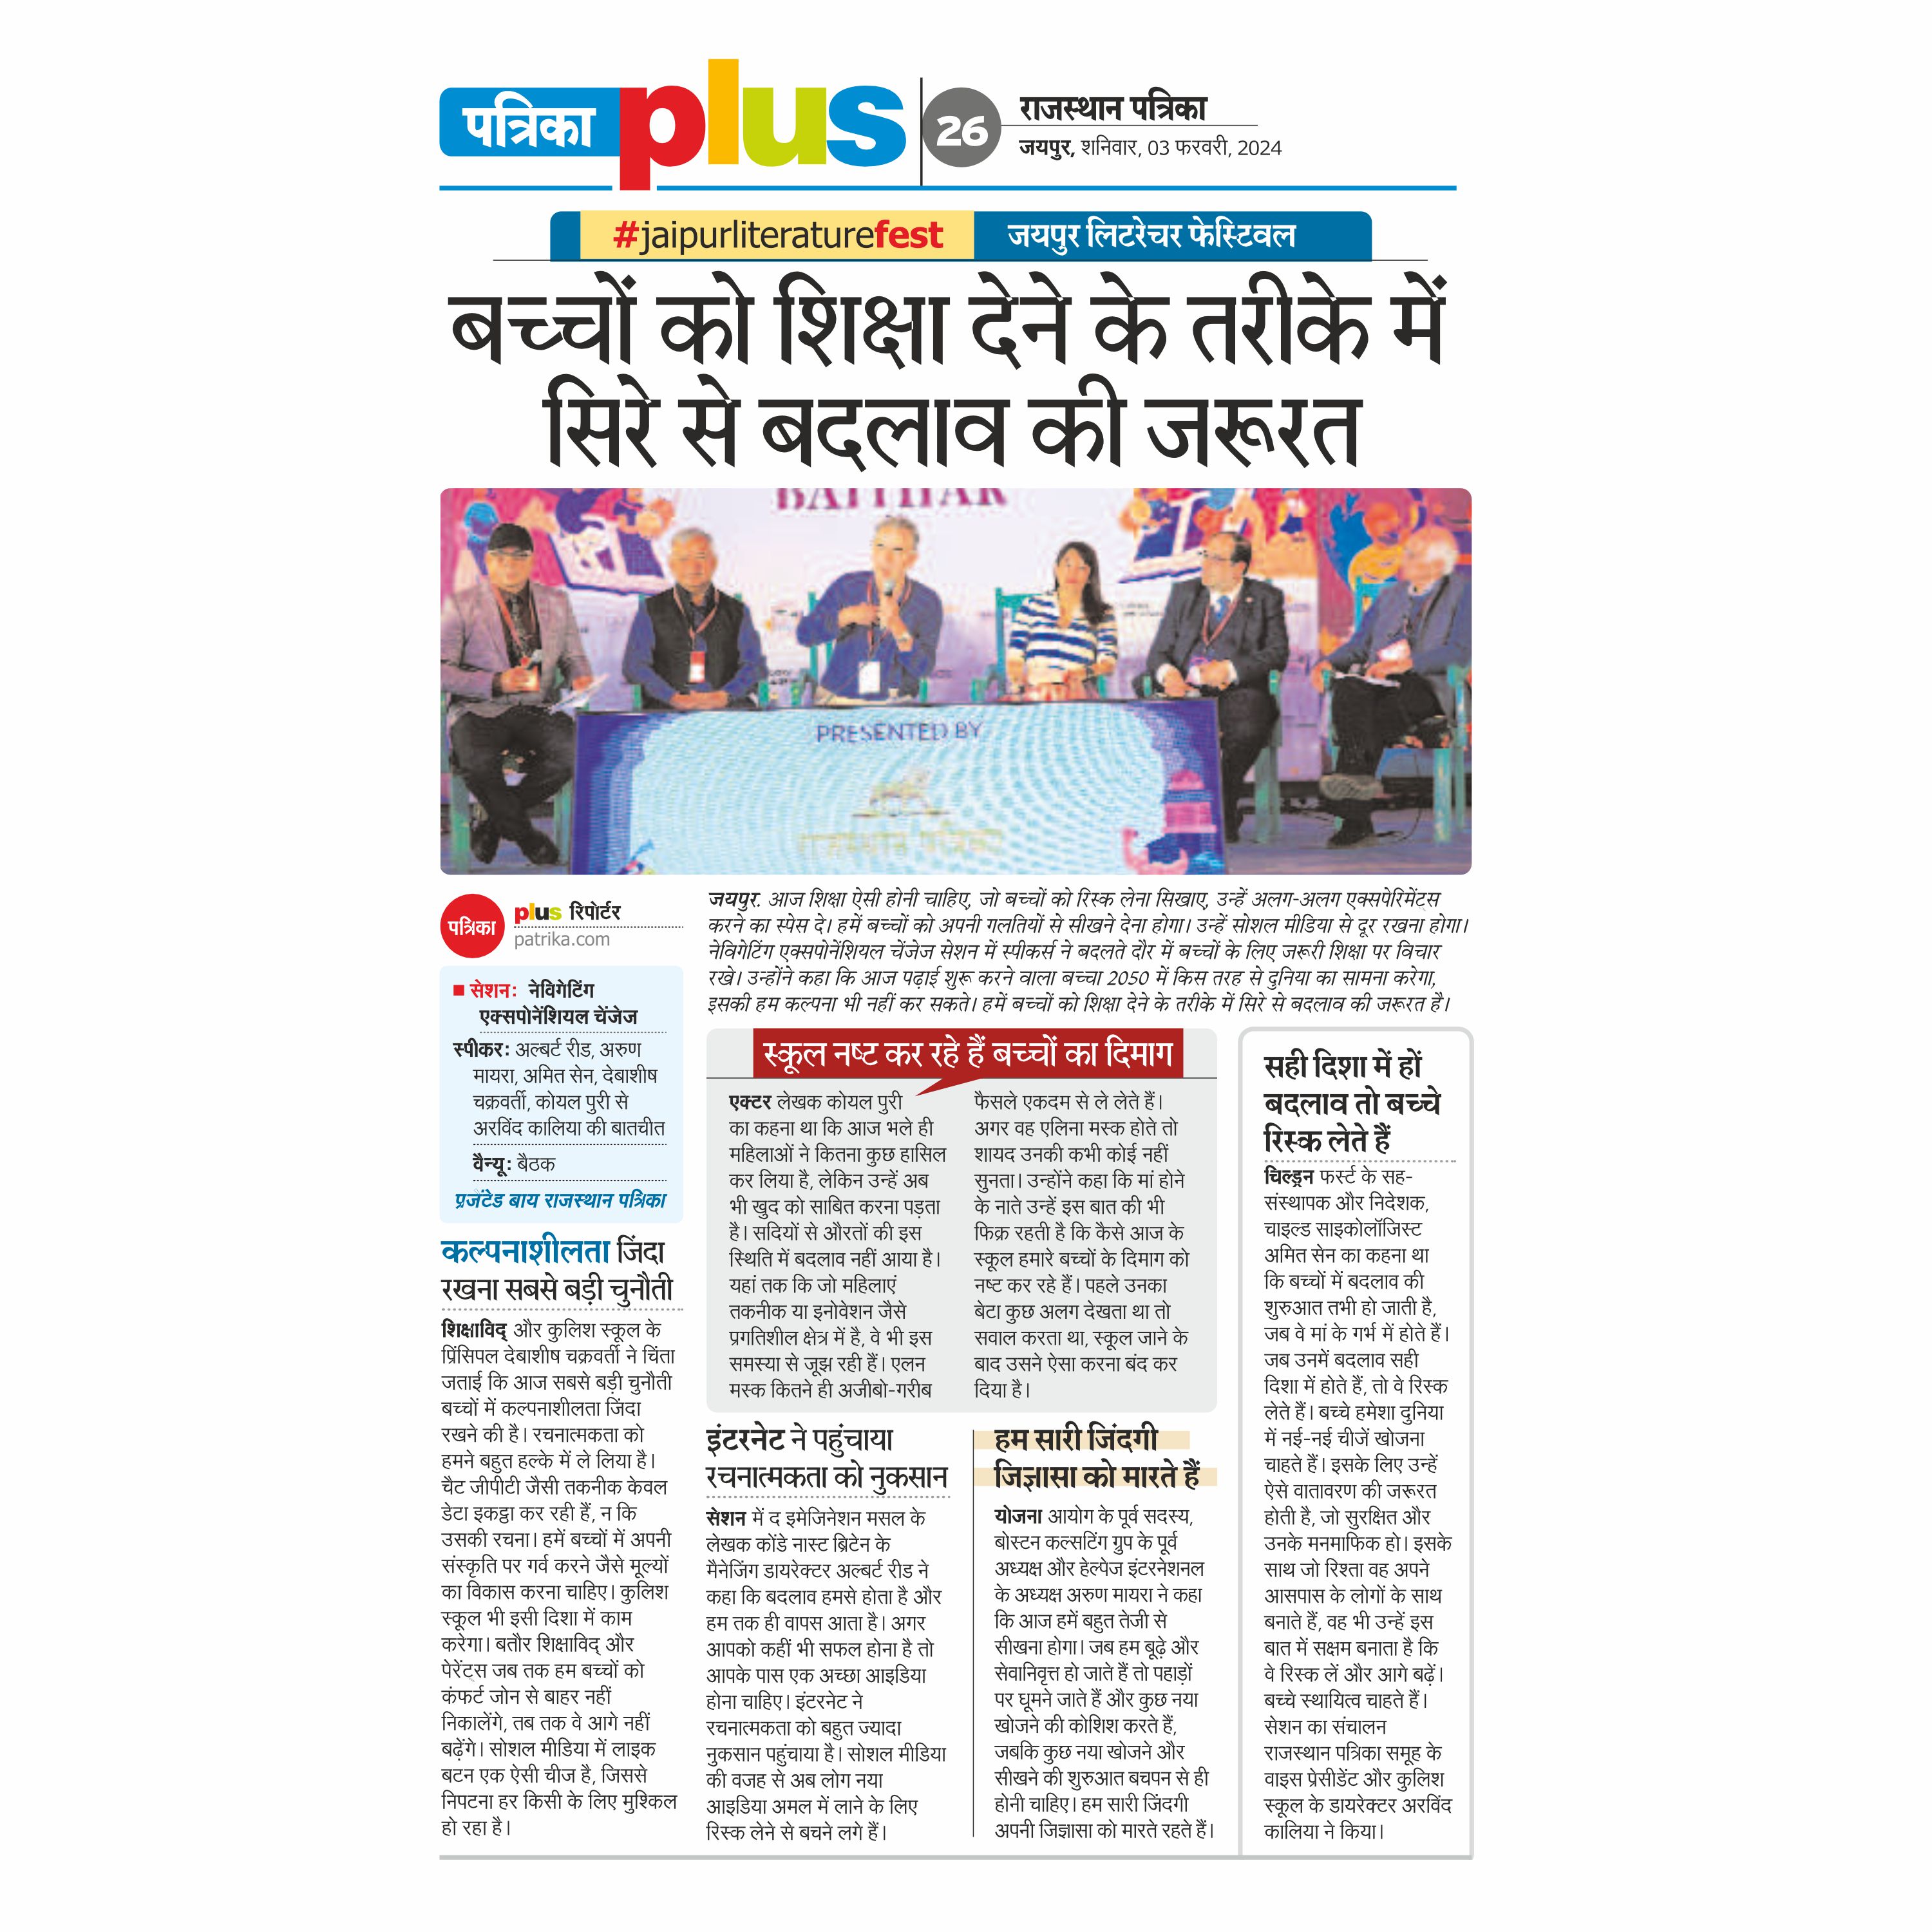 पत्रिका plus
26
राजस्थान पत्रिका
जयपुर, शनिवार, 03 फरवरी, 2024
#jaipurliteraturefest
जयपुर लिटरेचर फेस्टिवल
बच्चों को शिक्षा देने के तरीके में
सिरे से बदलाव की जरूरत
BAITHAK
PRESENTED BY
राजस्थान पत्रिका
पत्रिका
plus रिपोर्टर
patrika.com
सेशन: नेविगेटिंग
एक्सपोनेंशियल चेंजेज
स्पीकर: अल्बर्ट रीड, अरुण
मायरा, अमित सेन, देबाशीष
चक्रवर्ती, कोयल पुरी से
अरविंद कालिया की बातचीत
वैन्यू: बैठक
प्रजेंटेड बाय राजस्थान पत्रिका
कल्पनाशीलता जिंदा
रखना सबसे बड़ी चुनौती
शिक्षाविद् और कुलिश स्कूल के
प्रिंसिपल देबाशीष चक्रवर्ती ने चिंता
जताई कि आज सबसे बड़ी चुनौती
बच्चों में कल्पनाशीलता जिंदा
रखने की है। रचनात्मकता को
हमने बहुत हल्के में ले लिया है।
चैट जीपीटी जैसी तकनीक केवल
डेटा इकट्ठा कर रही हैं, न कि
उसकी रचना। हमें बच्चों में अपनी
संस्कृति पर गर्व करने जैसे मूल्यों
का विकास करना चाहिए। कुलिश
स्कूल भी इसी दिशा में काम
करेगा। बतौर शिक्षाविद् और
पेरेंट्स जब तक हम बच्चों को
कंफर्ट जोन से बाहर नहीं
निकालेंगे, तब तक वे आगे नहीं
बढ़ेंगे। सोशल मीडिया में लाइक
बटन एक ऐसी चीज है, जिससे
निपटना हर किसी के लिए मुश्किल
हो रहा है।
जयपुर. आज शिक्षा ऐसी होनी चाहिए, जो बच्चों को रिस्क लेना सिखाए, उन्हें अलग-अलग एक्सपेरिमेंट्स
करने का स्पेस दे। हमें बच्चों को अपनी गलतियों से सीखने देना होगा। उन्हें सोशल मीडिया से दूर रखना होगा।
नेविगेटिंग एक्सपोनेंशियल चेंजेज सेशन में स्पीकर्स ने बदलते दौर में बच्चों के लिए जरूरी शिक्षा पर विचार
रखे। उन्होंने कहा कि आज पढ़ाई शुरू करने वाला बच्चा 2050 में किस तरह से दुनिया का सामना करेगा,
इसकी हम कल्पना भी नहीं कर सकते। हमें बच्चों को शिक्षा देने के तरीके में सिरे से बदलाव की जरूरत है।
स्कूल नष्ट कर रहे हैं बच्चों का दिमाग
एक्टर लेखक कोयल पुरी
का कहना था कि आज भले ही
महिलाओं ने कितना कुछ हासिल
कर लिया है, लेकिन उन्हें अब
भी खुद को साबित करना पड़ता
है। सदियों से औरतों की इस
स्थिति में बदलाव नहीं आया है।
यहां तक कि जो महिलाएं
तकनीक या इनोवेशन जैसे
प्रगतिशील क्षेत्र में है, वे भी इस
समस्या से जूझ रही हैं। एलन
मस्क कितने ही अजीबो-गरीब
फैसले एकदम से ले लेते हैं।
अगर वह एलिना मस्क होते तो
शायद उनकी कभी कोई नहीं
सुनता। उन्होंने कहा कि मां होने
के नाते उन्हें इस बात की भी
फिक्र रहती है कि कैसे आज के
स्कूल हमारे बच्चों के दिमाग को
नष्ट कर रहे हैं। पहले उनका
बेटा कुछ अलग देखता था तो
सवाल करता था, स्कूल जाने के
बाद उसने ऐसा करना बंद कर
दिया है।
इंटरनेट ने पहुंचाया
रचनात्मकता को नुकसान
सेशन में द इमेजिनेशन मसल के
लेखक कोंडे नास्ट ब्रिटेन के
मैनेजिंग डायरेक्टर अल्बर्ट रीड ने
कहा कि बदलाव हमसे होता है और
हम तक ही वापस आता है। अगर
आपको कहीं भी सफल होना है तो
आपके पास एक अच्छा आइडिया
होना चाहिए। इंटरनेट ने
रचनात्मकता को बहुत ज्यादा
नुकसान पहुंचाया है। सोशल मीडिया
की वजह से अब लोग नया
आइडिया अमल में लाने के लिए
रिस्क लेने से बचने लगे हैं।
हम सारी जिंदगी
जिज्ञासा को मारते हैं
योजना आयोग के पूर्व सदस्य,
बोस्टन कल्सटिंग ग्रुप के पूर्व
अध्यक्ष और हेल्पेज इंटरनेशनल
के अध्यक्ष अरुण मायरा ने कहा
कि आज हमें बहुत तेजी से
सीखना होगा। जब हम बूढ़े और
सेवानिवृत्त हो जाते हैं तो पहाड़ों
पर घूमने जाते हैं और कुछ नया
खोजने की कोशिश करते हैं,
जबकि कुछ नया खोजने और
सीखने की शुरुआत बचपन से ही
होनी चाहिए। हम सारी जिंदगी
अपनी जिज्ञासा को मारते रहते हैं।
सही दिशा में हों
बदलाव तो बच्चे
रिस्क लेते हैं
चिल्ड्रन फर्स्ट के सह-
संस्थापक और निदेशक,
चाइल्ड साइकोलॉजिस्ट
अमित सेन का कहना था
कि बच्चों में बदलाव की
शुरुआत तभी हो जाती है,
जब वे मां के गर्भ में होते हैं।
जब उनमें बदलाव सही
दिशा में होते हैं, तो वे रिस्क
लेते हैं। बच्चे हमेशा दुनिया
में नई-नई चीजें खोजना
चाहते हैं। इसके लिए उन्हें
ऐसे वातावरण की जरूरत
होती है, जो सुरक्षित और
उनके मनमाफिक हो। इसके
साथ जो रिश्ता वह अपने
आसपास के लोगों के साथ
बनाते हैं, वह भी उन्हें इस
बात में सक्षम बनाता है कि
वे रिस्क लें और आगे बढ़ें।
बच्चे स्थायित्व चाहते हैं।
सेशन का संचालन
राजस्थान पत्रिका समूह के
वाइस प्रेसीडेंट और कुलिश
स्कूल के डायरेक्टर अरविंद
कालिया ने किया।